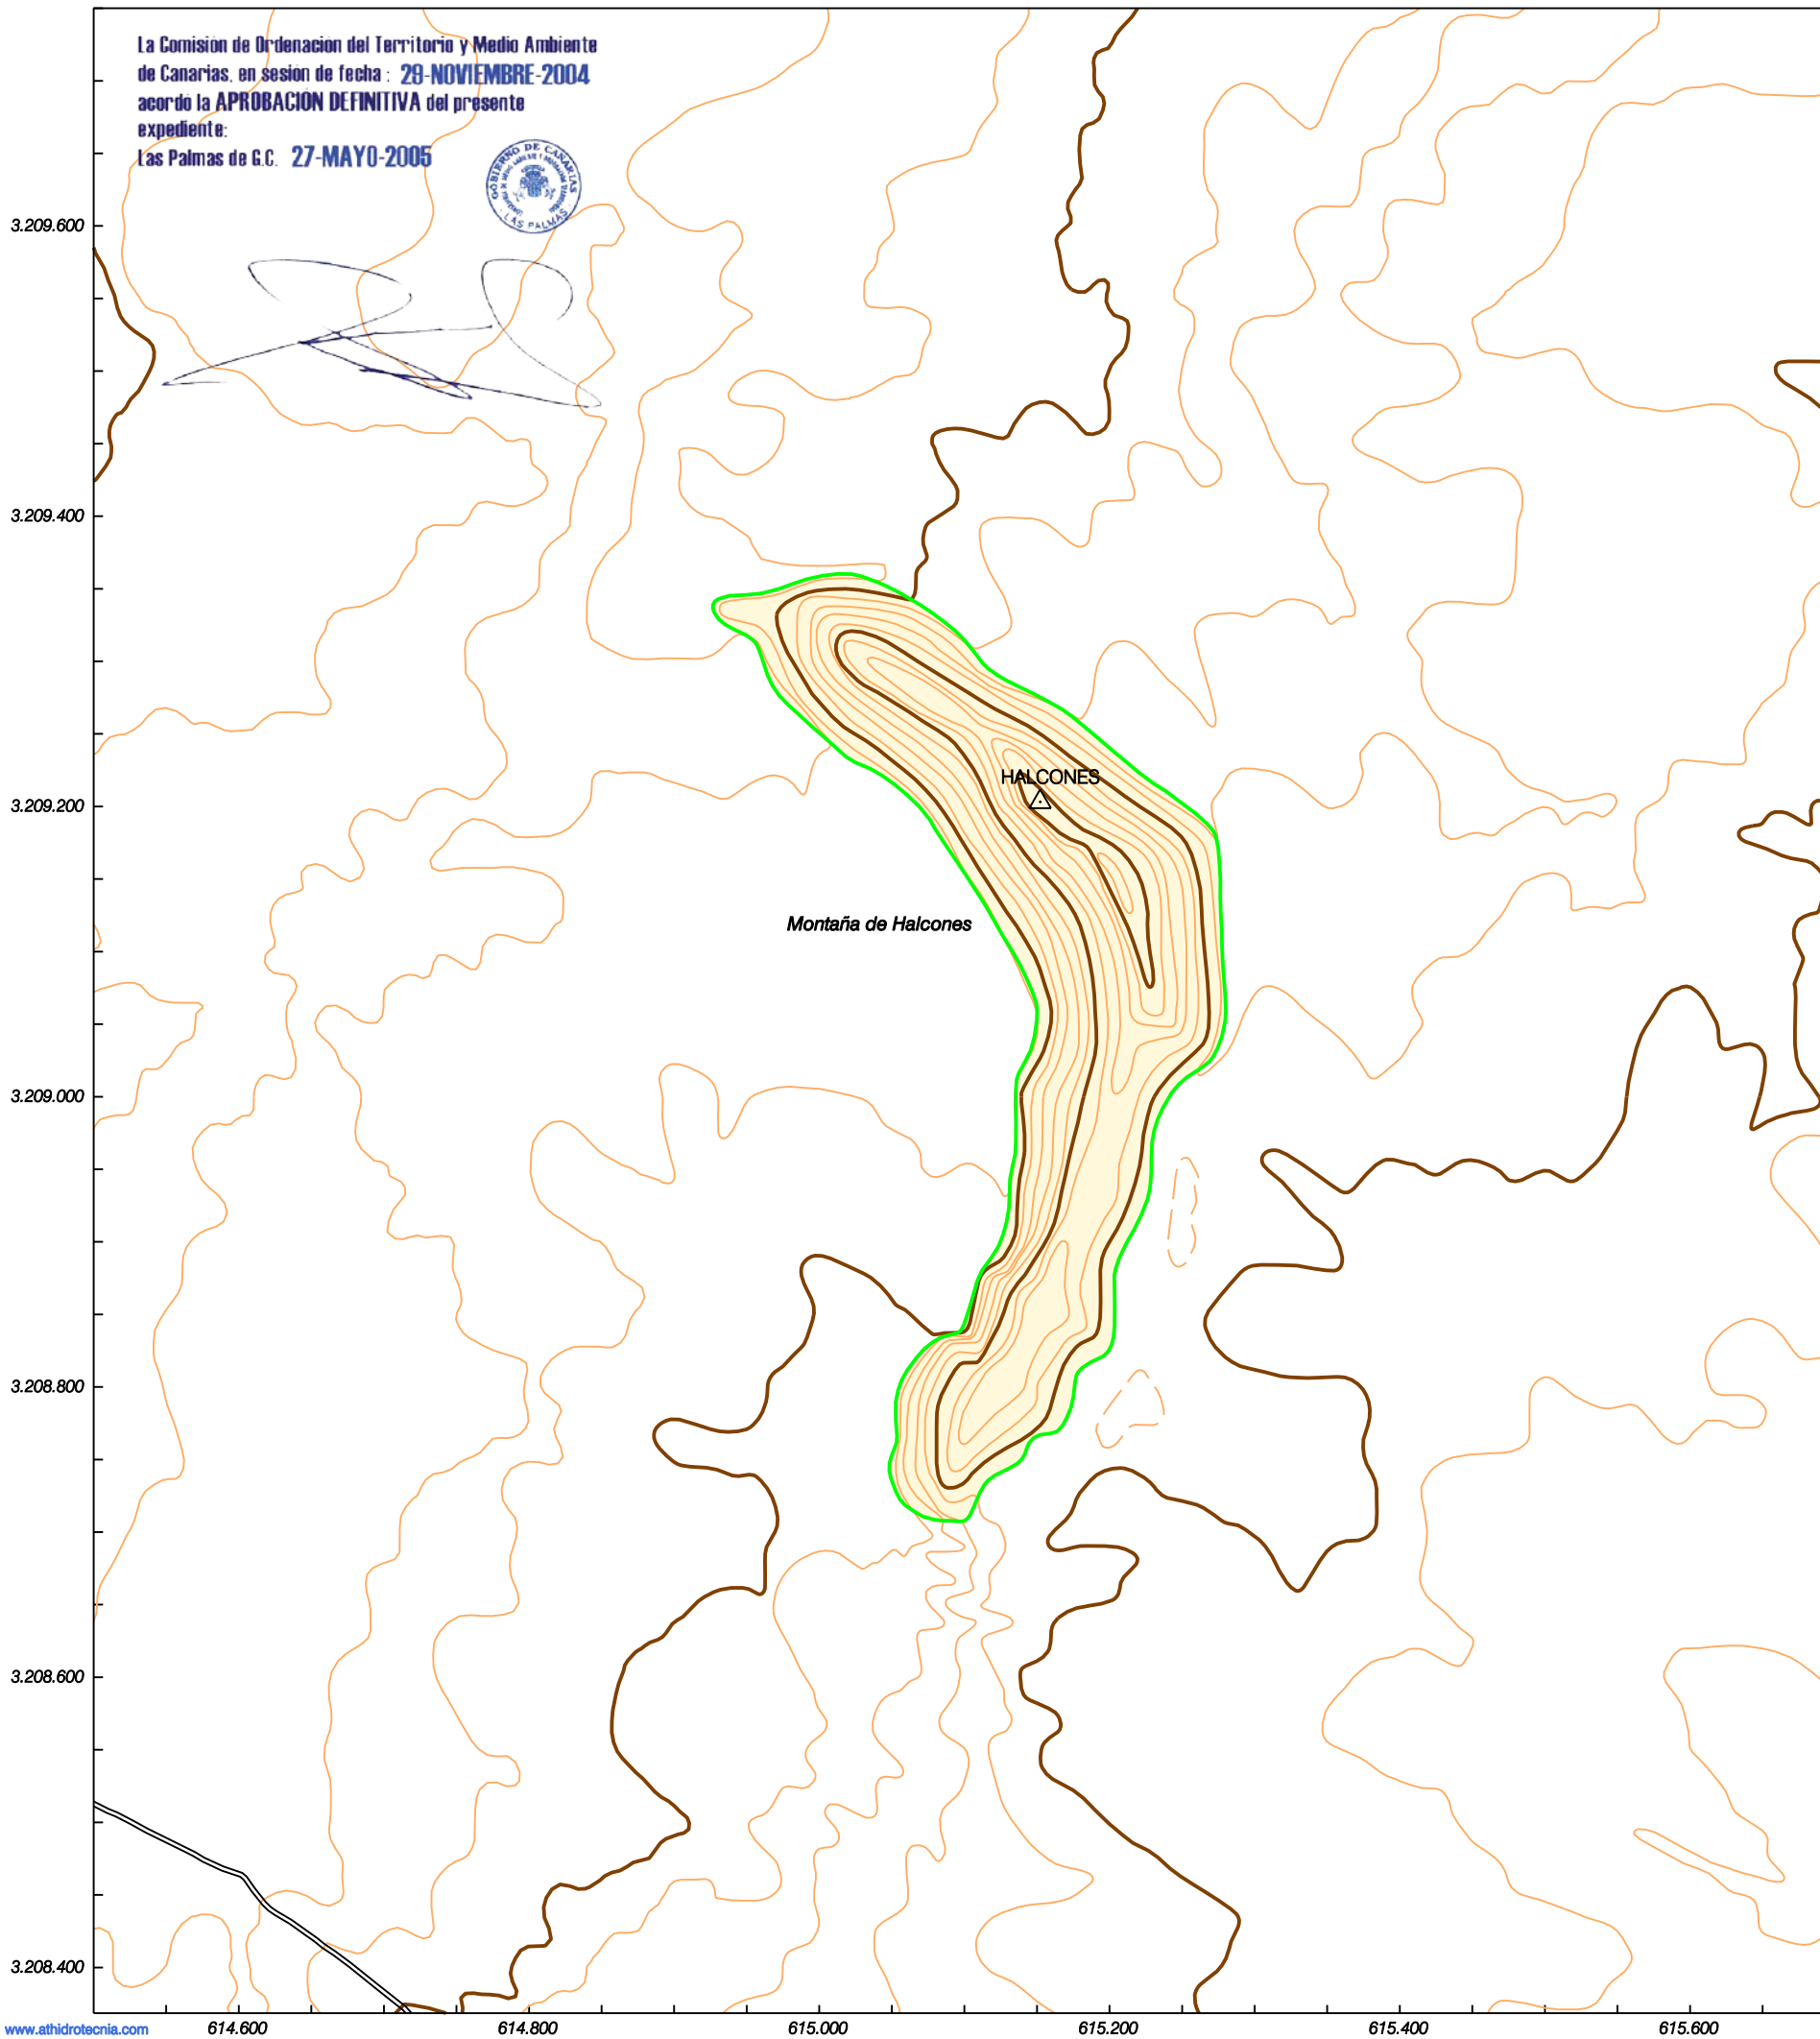 La Comisión de Ordenación del Territorio y Medio Ambiente
de Canarias, en sesión de fecha : 29-NOVIEMBRE-2004
acordó la APROBACIÓN DEFINITIVA del presente
expediente:
Las Palmas de G.C. 27-MAYO-2005
GOBIERNO DE CANARIAS
LAS PALMAS
3.209.600
3.209.400
3.209.200
3.209.000
3.208.800
3.208.600
3.208.400
HALCONES
Montaña de Halcones
614.600
614.800
615.000
615.200
615.400
615.600
www.athidrotecnia.com